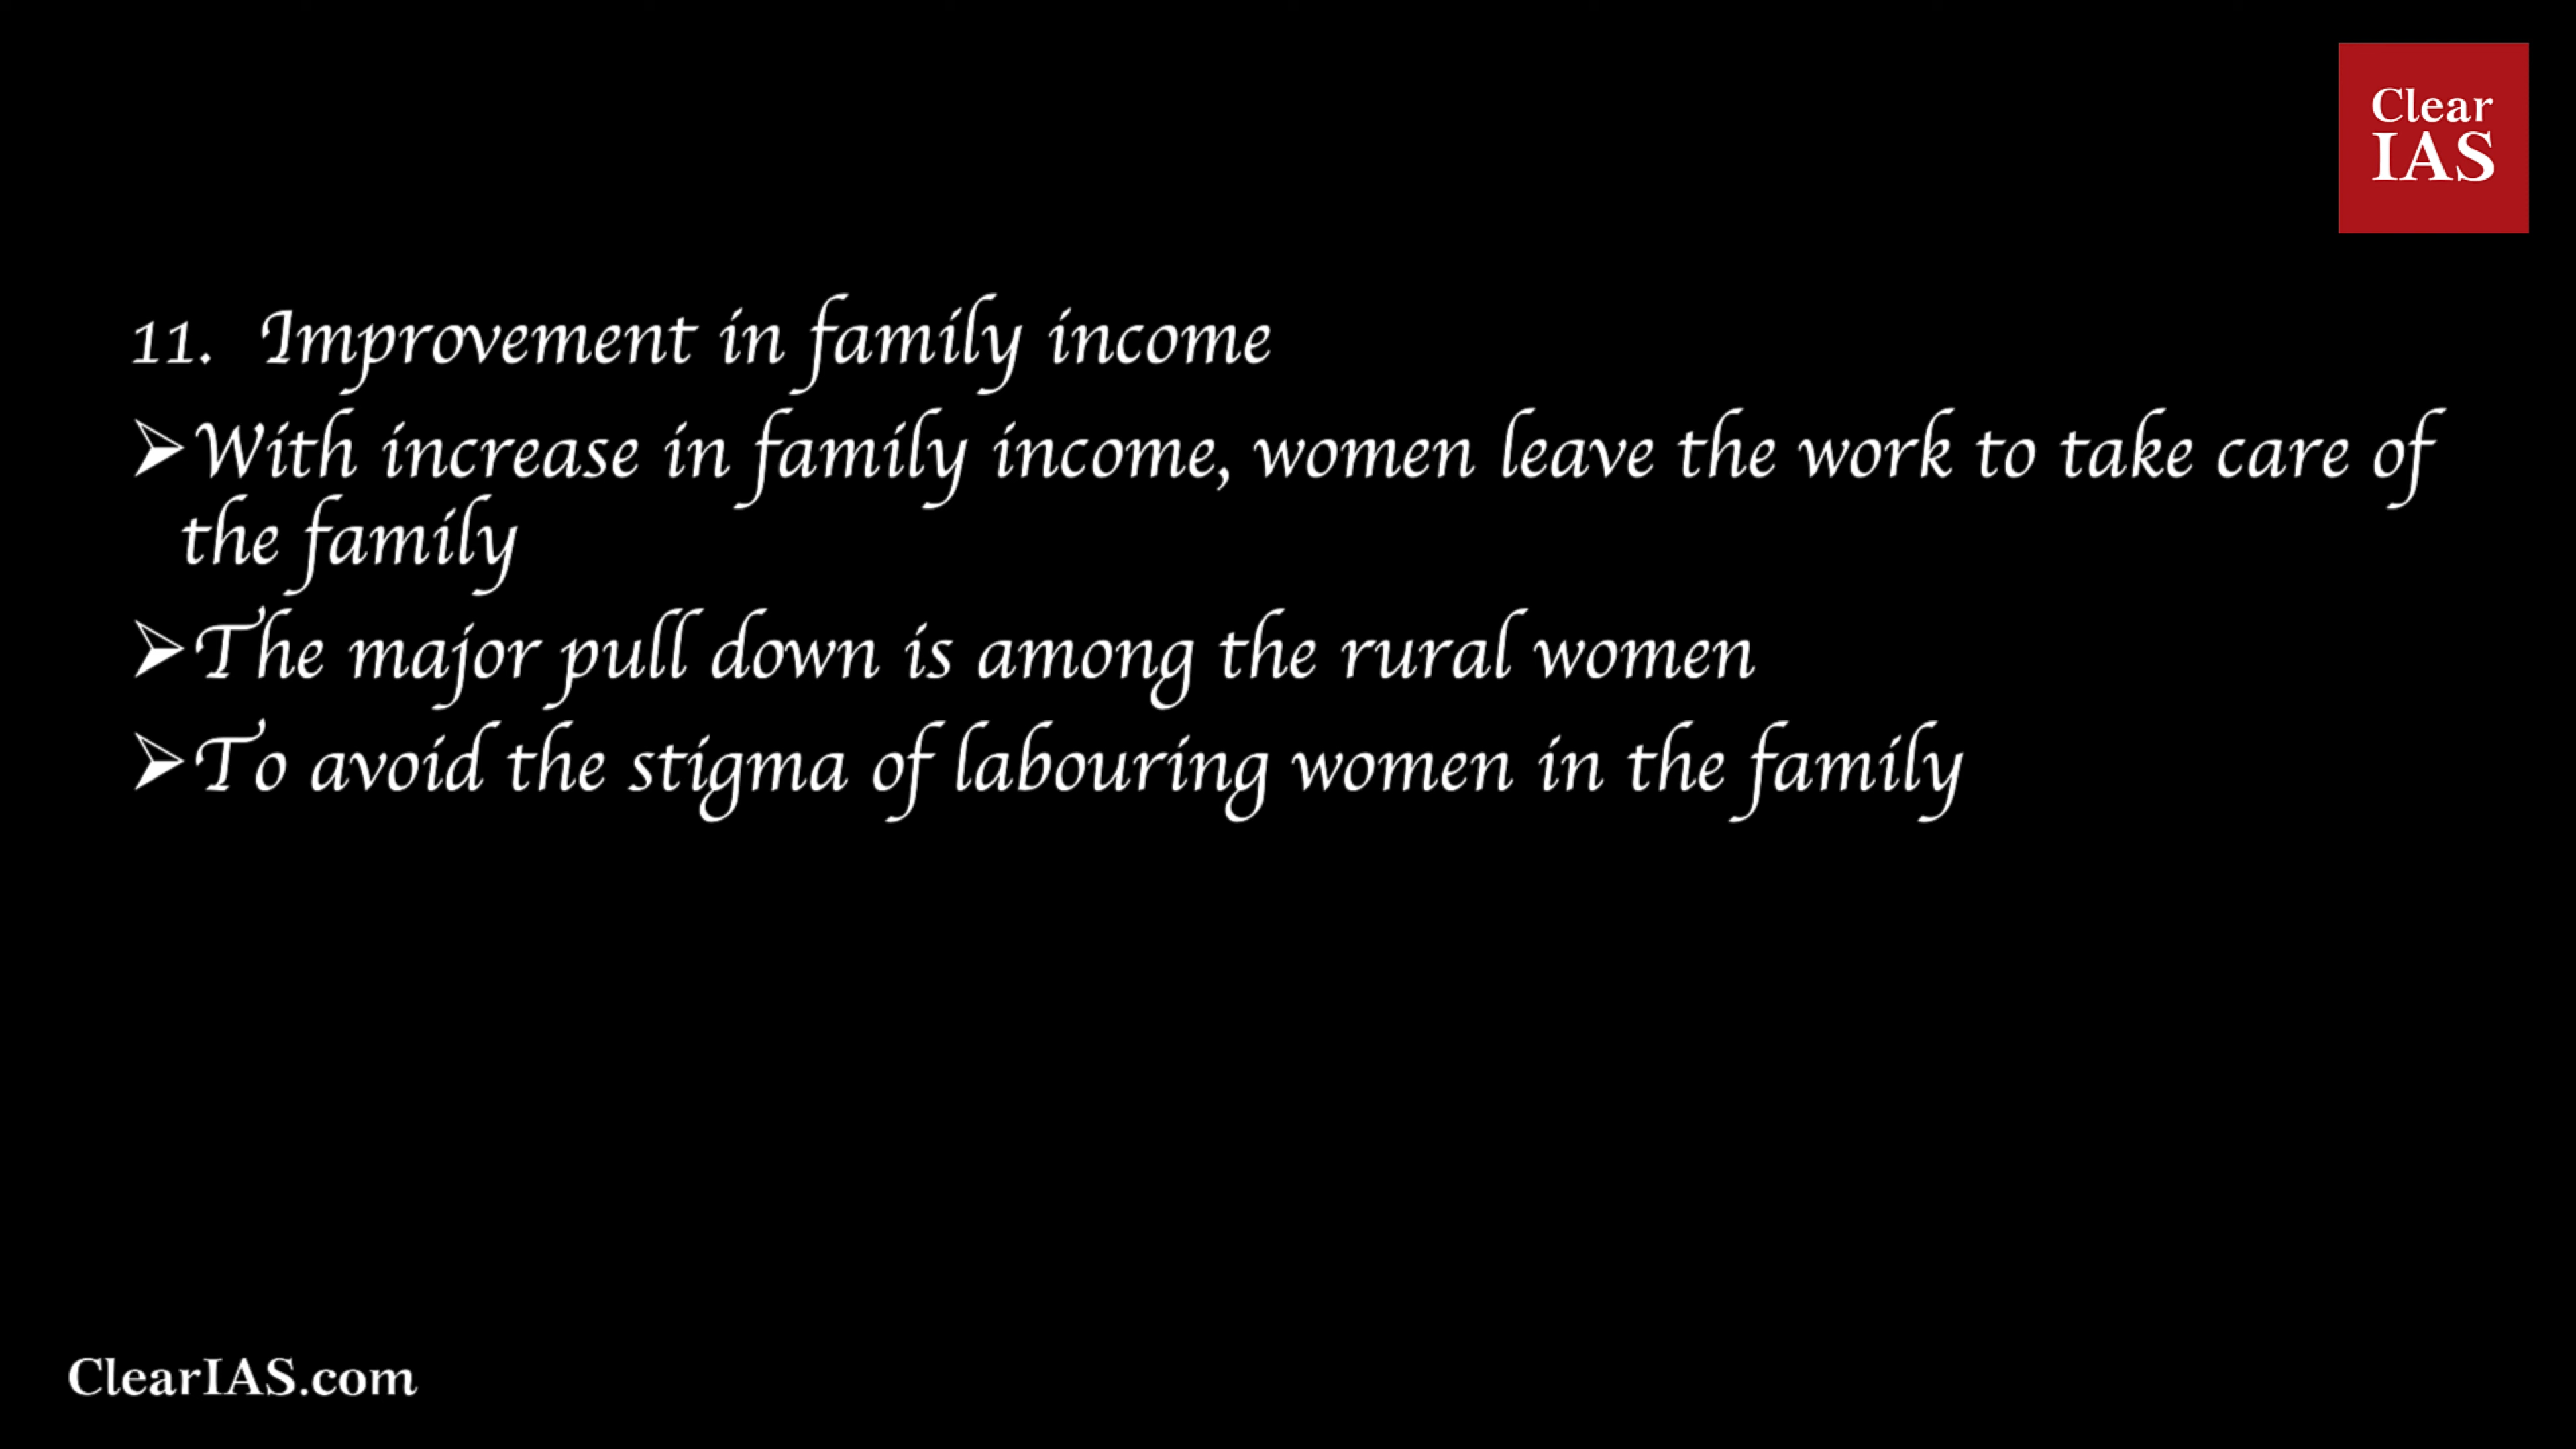 Clear
IAS
11. Improvement in family income
➢With increase in family income, women leave the work to take care of
the family
➢The major pull down is among the rural women
➢To avoid the stigma of labouring women in the family
ClearIAS.com